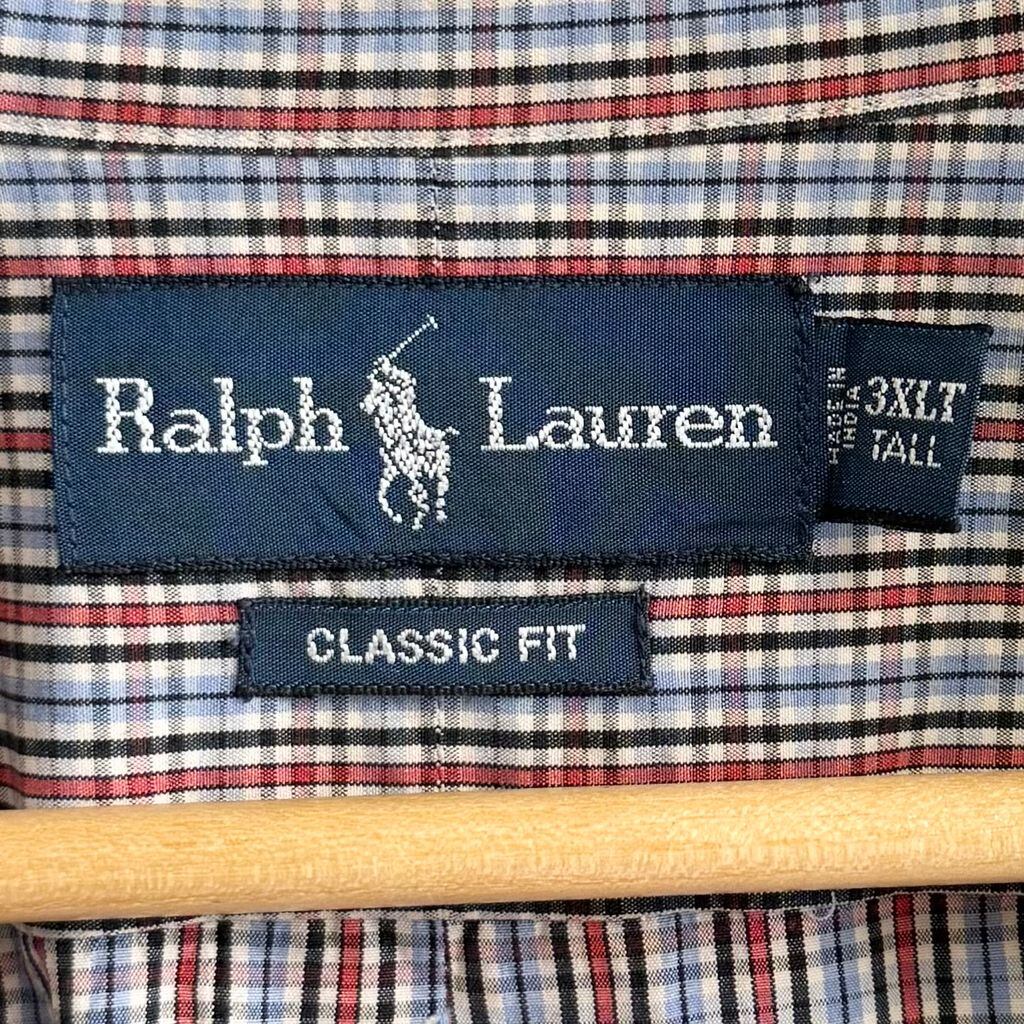 Ralph Lauren
MADE IN
INDIA
3XLT
TALL
CLASSIC FIT